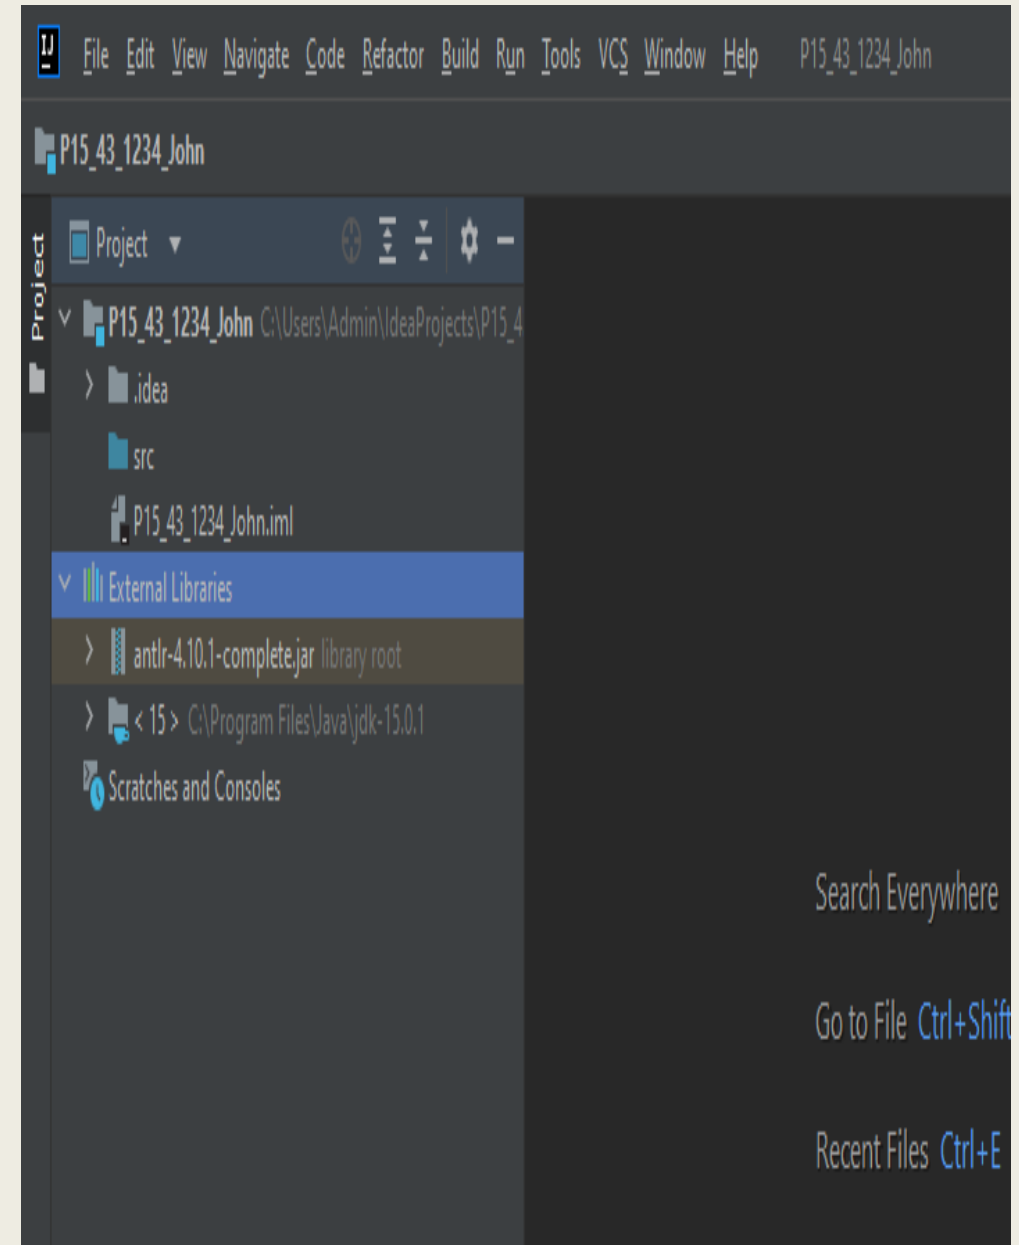 IJ File Edit View Navigate Code Refactor Build Run Tools VCS Window Help P15_43_1234_John
P15_43_1234_John
Project
Project
P15_43_1234_John C:\Users\Admin\IdeaProjects\P15_4
.idea
src
P15_43_1234_John.iml
External Libraries
antlr-4.10.1-complete.jar library root
< 15 > C:\Program Files\Java\jdk-15.0.1
Scratches and Consoles
Search Everywhere
Go to File Ctrl+Shift
Recent Files Ctrl+E